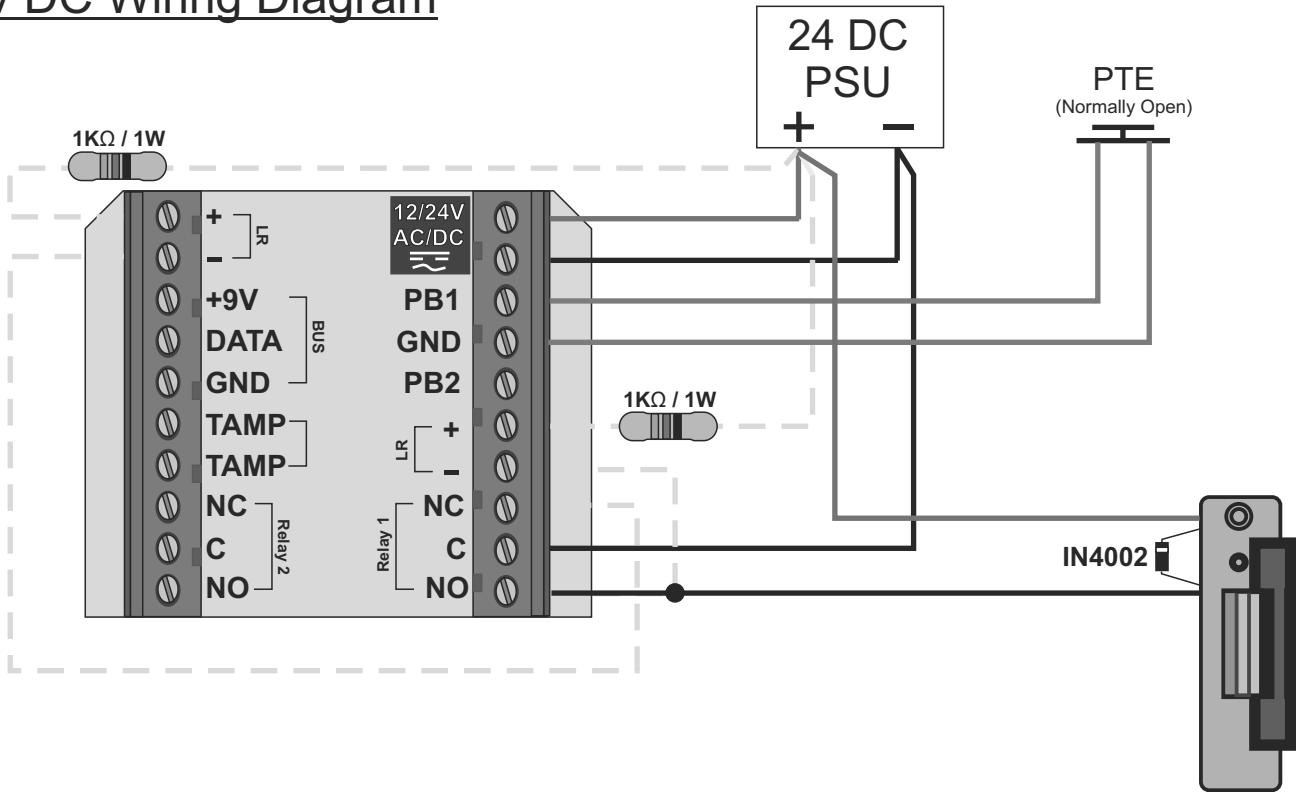 DC Wiring Diagram
24 DC
PSU
+ −
PTE
(Normally Open)
1KΩ / 1W
+
−
LR
+9V
DATA
GND
BUS
TAMP
TAMP
NC
C
NO
Relay 2
12/24V
AC/DC
PB1
GND
PB2
+
−
LR
NC
C
NO
Relay 1
1KΩ / 1W
IN4002